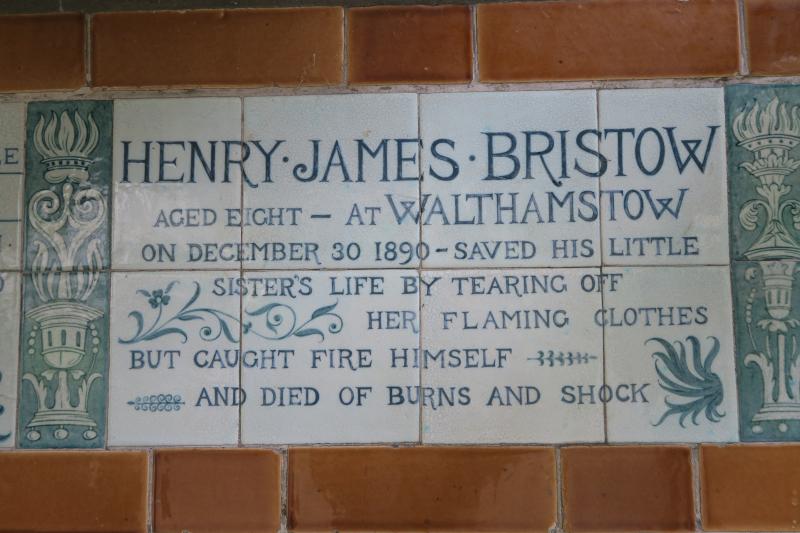 HENRY · JAMES · BRISTOW
AGED EIGHT — AT WALTHAMSTOW
ON DECEMBER 30 1890 - SAVED HIS LITTLE
SISTER'S LIFE BY TEARING OFF
HER FLAMING CLOTHES
BUT CAUGHT FIRE HIMSELF
AND DIED OF BURNS AND SHOCK